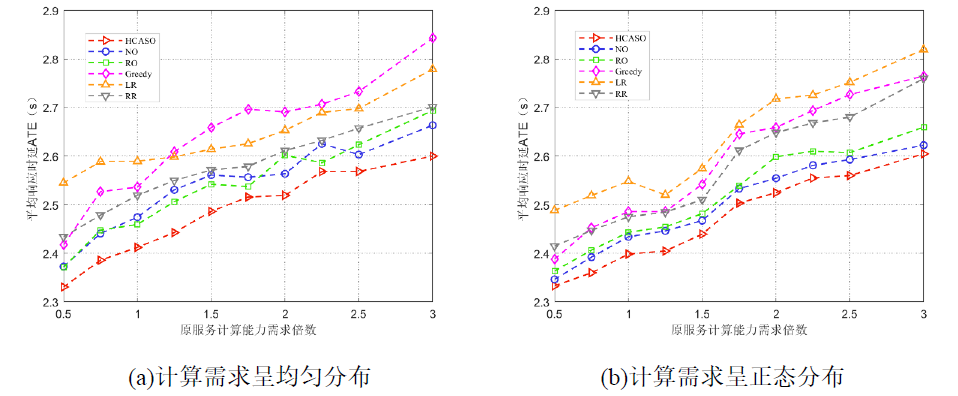 2.9
2.8
2.7
2.6
2.5
2.4
2.3
平均响应时延ATE（s）
HCASO
NO
RO
Greedy
LR
RR
0.5 1 1.5 2 2.5 3
原服务计算能力需求倍数
(a)计算需求呈均匀分布
2.9
2.8
2.7
2.6
2.5
2.4
2.3
平均响应时延ATE（s）
HCASO
NO
RO
Greedy
LR
RR
0.5 1 1.5 2 2.5 3
原服务计算能力需求倍数
(b)计算需求呈正态分布